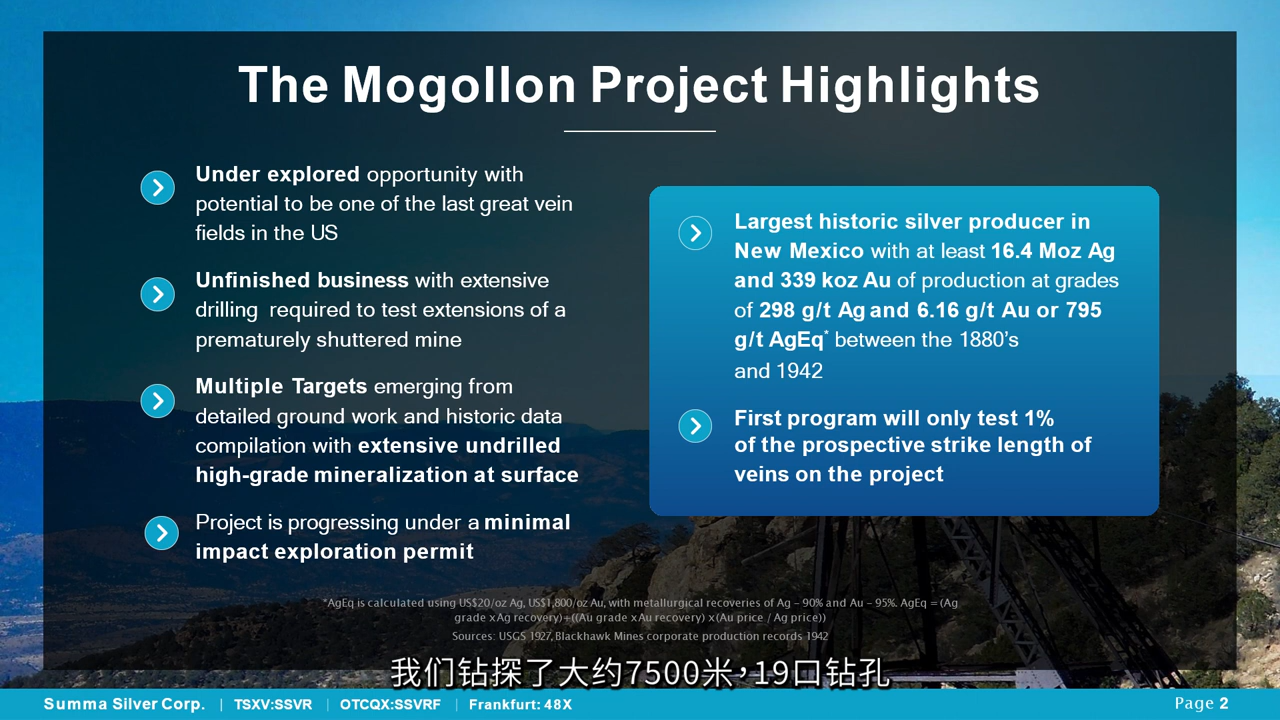 The Mogollon Project Highlights
Under explored opportunity with
potential to be one of the last great vein
fields in the US
Unfinished business with extensive
drilling required to test extensions of a
prematurely shuttered mine
Multiple Targets emerging from
detailed ground work and historic data
compilation with extensive undrilled
high-grade mineralization at surface
Project is progressing under a minimal
impact exploration permit
Largest historic silver producer in
New Mexico with at least 16.4 Moz Ag
and 339 koz Au of production at grades
of 298 g/t Ag and 6.16 g/t Au or 795
g/t AgEq* between the 1880's
and 1942
First program will only test 1%
of the prospective strike length of
veins on the project
*AgEq is calculated using US$20/oz Ag, US$1,800/oz Au, with metallurgical recoveries of Ag – 90% and Au – 95%. AgEq = (Ag
grade x Ag recovery)+((Au grade x Au recovery) x (Au price / Ag price))
Sources: USGS 1927, Blackhawk Mines corporate production records 1942
我们钻探了大约7500米，19口钻孔
Summa Silver Corp. | TSXV:SSVR | OTCQX:SSVRF | Frankfurt: 48X
Page 2